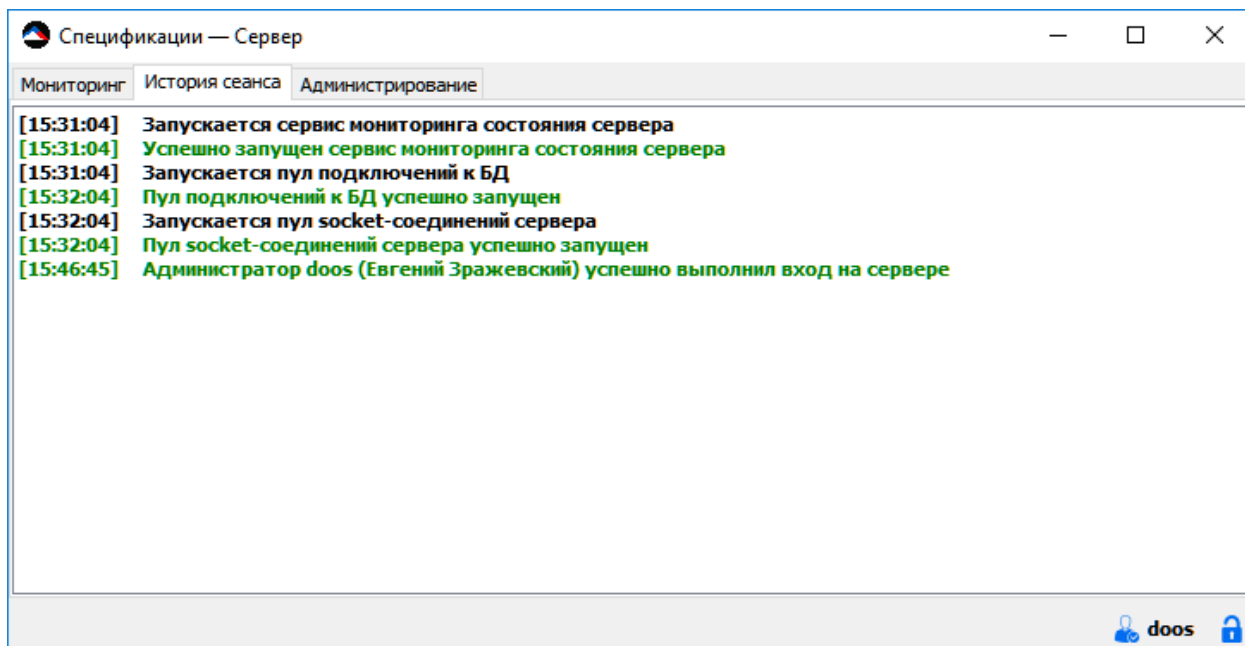 Спецификации — Сервер
Мониторинг История сеанса Администрирование
[15:31:04] Запускается сервис мониторинга состояния сервера
[15:31:04] Успешно запущен сервис мониторинга состояния сервера
[15:31:04] Запускается пул подключений к БД
[15:32:04] Пул подключений к БД успешно запущен
[15:32:04] Запускается пул socket-соединений сервера
[15:32:04] Пул socket-соединений сервера успешно запущен
[15:46:45] Администратор doos (Евгений Зражевский) успешно выполнил вход на сервере
doos